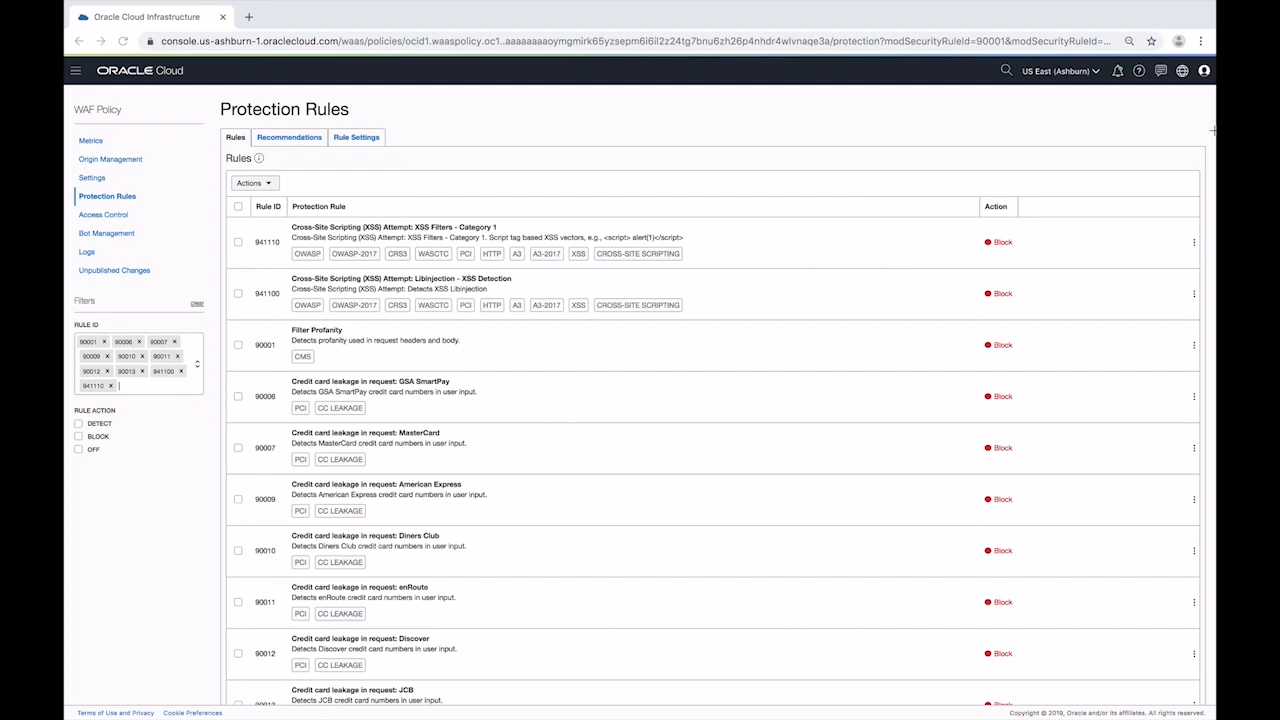 Oracle Cloud Infrastructure
console.us-ashburn-1.oraclecloud.com/waas/policies/ocid1.waaspolicy.oc1..aaaaaaaaoymgmirk65yzsepm6i6il2z24tg7bnu6zh26p4nhdr4wlvnaqe3a/protection?modSecurityRuleId=90001&modSecurityRuleId=...
ORACLE Cloud
US East (Ashburn)
WAF Policy
Metrics
Origin Management
Settings
Protection Rules
Access Control
Bot Management
Logs
Unpublished Changes
Filters clear
RULE ID
90001 × 90006 × 90007 ×
90009 × 90010 × 90011 ×
90012 × 90013 × 941100 ×
941110 ×
RULE ACTION
DETECT
BLOCK
OFF
Protection Rules
Rules Recommendations Rule Settings
Rules
Actions
Rule ID Protection Rule Action
Cross-Site Scripting (XSS) Attempt: XSS Filters - Category 1
941110 Cross-Site Scripting (XSS) Attempt: XSS Filters - Category 1. Script tag based XSS vectors, e.g., <script> alert(1)</script> Block
OWASP OWASP-2017 CRS3 WASCTC PCI HTTP A3 A3-2017 XSS CROSS-SITE SCRIPTING
Cross-Site Scripting (XSS) Attempt: Libinjection - XSS Detection
941100 Cross-Site Scripting (XSS) Attempt: Detects XSS Libinjection Block
OWASP OWASP-2017 CRS3 WASCTC PCI HTTP A3 A3-2017 XSS CROSS-SITE SCRIPTING
Filter Profanity
90001 Detects profanity used in request headers and body. Block
CMS
Credit card leakage in request: GSA SmartPay
90006 Detects GSA SmartPay credit card numbers in user input. Block
PCI CC LEAKAGE
Credit card leakage in request: MasterCard
90007 Detects MasterCard credit card numbers in user input. Block
PCI CC LEAKAGE
Credit card leakage in request: American Express
90009 Detects American Express credit card numbers in user input. Block
PCI CC LEAKAGE
Credit card leakage in request: Diners Club
90010 Detects Diners Club credit card numbers in user input. Block
PCI CC LEAKAGE
Credit card leakage in request: enRoute
90011 Detects enRoute credit card numbers in user input. Block
PCI CC LEAKAGE
Credit card leakage in request: Discover
90012 Detects Discover credit card numbers in user input. Block
PCI CC LEAKAGE
Credit card leakage in request: JCB
90013 Detects JCB credit card numbers in user input. Block
Terms of Use and Privacy Cookie Preferences Copyright © 2019, Oracle and/or its affiliates. All rights reserved.